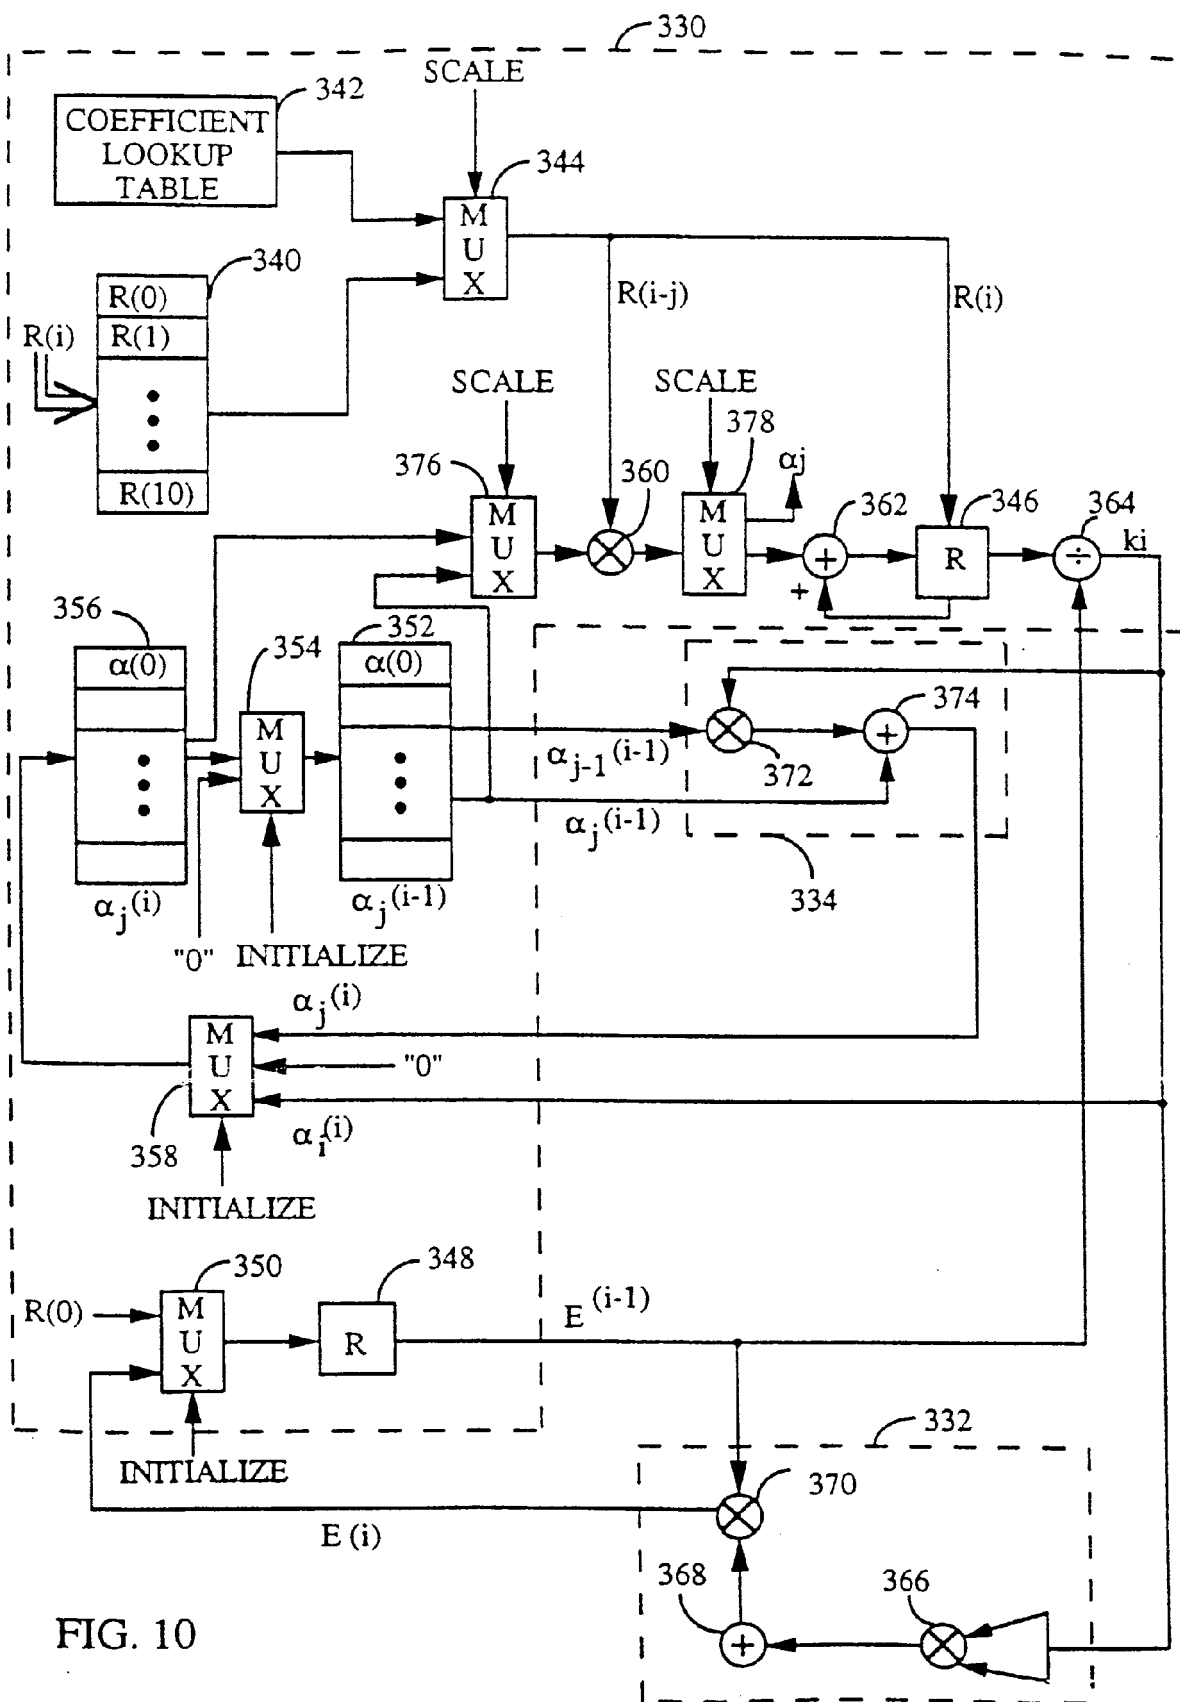 330
SCALE
342
COEFFICIENT
LOOKUP
TABLE
344
M
U
X
340
R(0)
R(i)
R(1)
R(10)
R(i-j)
R(i)
SCALE
SCALE
378
αj
376
M
U
X
360
M
U
X
362
+
+
346
R
364
÷
ki
356
α(0)
354
M
U
X
352
α(0)
αj(i)
"0"
INITIALIZE
αj(i-1)
αj-1(i-1)
αj(i-1)
372
374
+
334
αj(i)
M
U
X
"0"
358
αi(i)
INITIALIZE
350
348
R(0)
M
U
X
R
E(i-1)
INITIALIZE
332
370
E(i)
368
+
366
FIG. 10